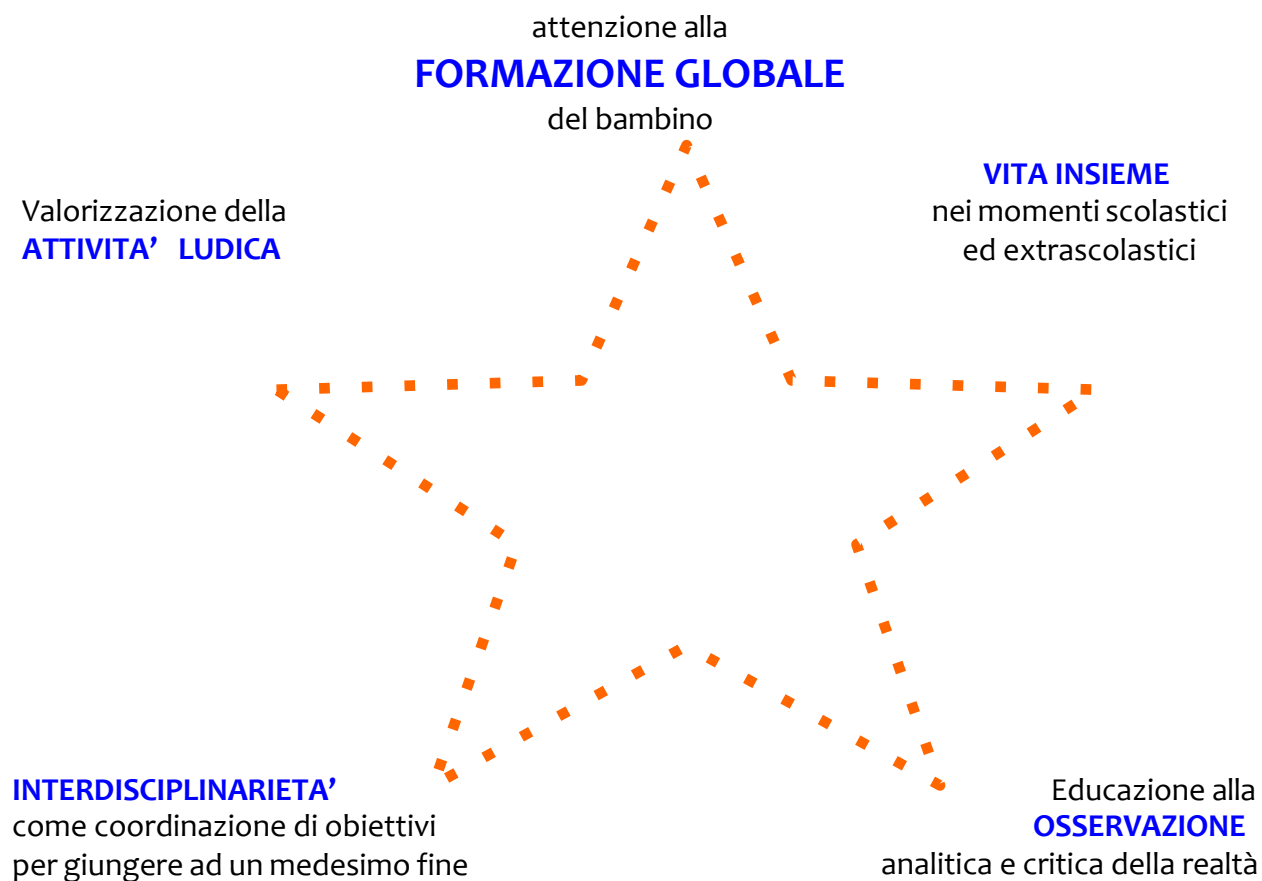 attenzione alla
FORMAZIONE GLOBALE
del bambino
VITA INSIEME
nei momenti scolastici
ed extrascolastici
Valorizzazione della
ATTIVITA’ LUDICA
INTERDISCIPLINARIETA’
come coordinazione di obiettivi
per giungere ad un medesimo fine
Educazione alla
OSSERVAZIONE
analitica e critica della realtà